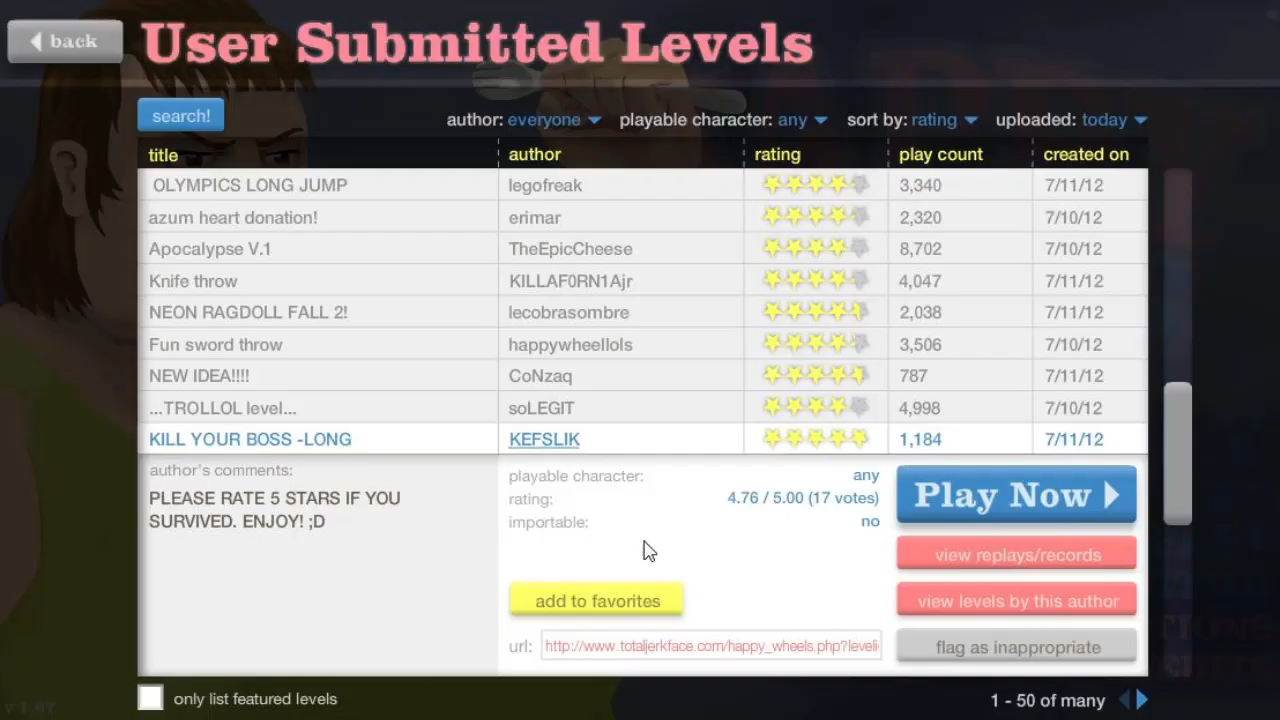 back
User Submitted Levels
search!
author: everyone playable character: any sort by: rating uploaded: today
title author rating play count created on
OLYMPICS LONG JUMP legofreak 3,340 7/11/12
azum heart donation! erimar 2,320 7/10/12
Apocalypse V.1 TheEpicCheese 8,702 7/10/12
Knife throw KILLAF0RN1Ajr 4,047 7/11/12
NEON RAGDOLL FALL 2! lecobrasombre 2,038 7/11/12
Fun sword throw happywheellols 3,506 7/10/12
NEW IDEA!!!! CoNzaq 787 7/11/12
...TROLLOL level... soLEGIT 4,998 7/10/12
KILL YOUR BOSS -LONG KEFSLIK 1,184 7/11/12
author's comments:
PLEASE RATE 5 STARS IF YOU
SURVIVED. ENJOY! ;D
playable character: any
rating: 4.76 / 5.00 (17 votes)
importable: no
add to favorites
url: http://www.totaljerkface.com/happy_wheels.php?leveli
Play Now
view replays/records
view levels by this author
flag as inappropriate
only list featured levels
1 - 50 of many